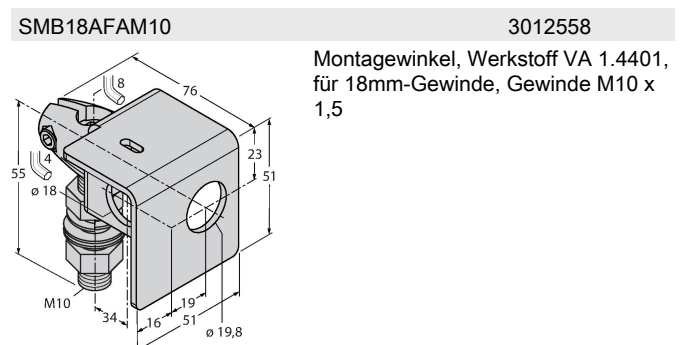 SMB18AFAM10 3012558
Montagewinkel, Werkstoff VA 1.4401,
für 18mm-Gewinde, Gewinde M10 x
1,5
8
76
4
55
ø 18
23
51
M10
34
16
19
51
ø 19,8